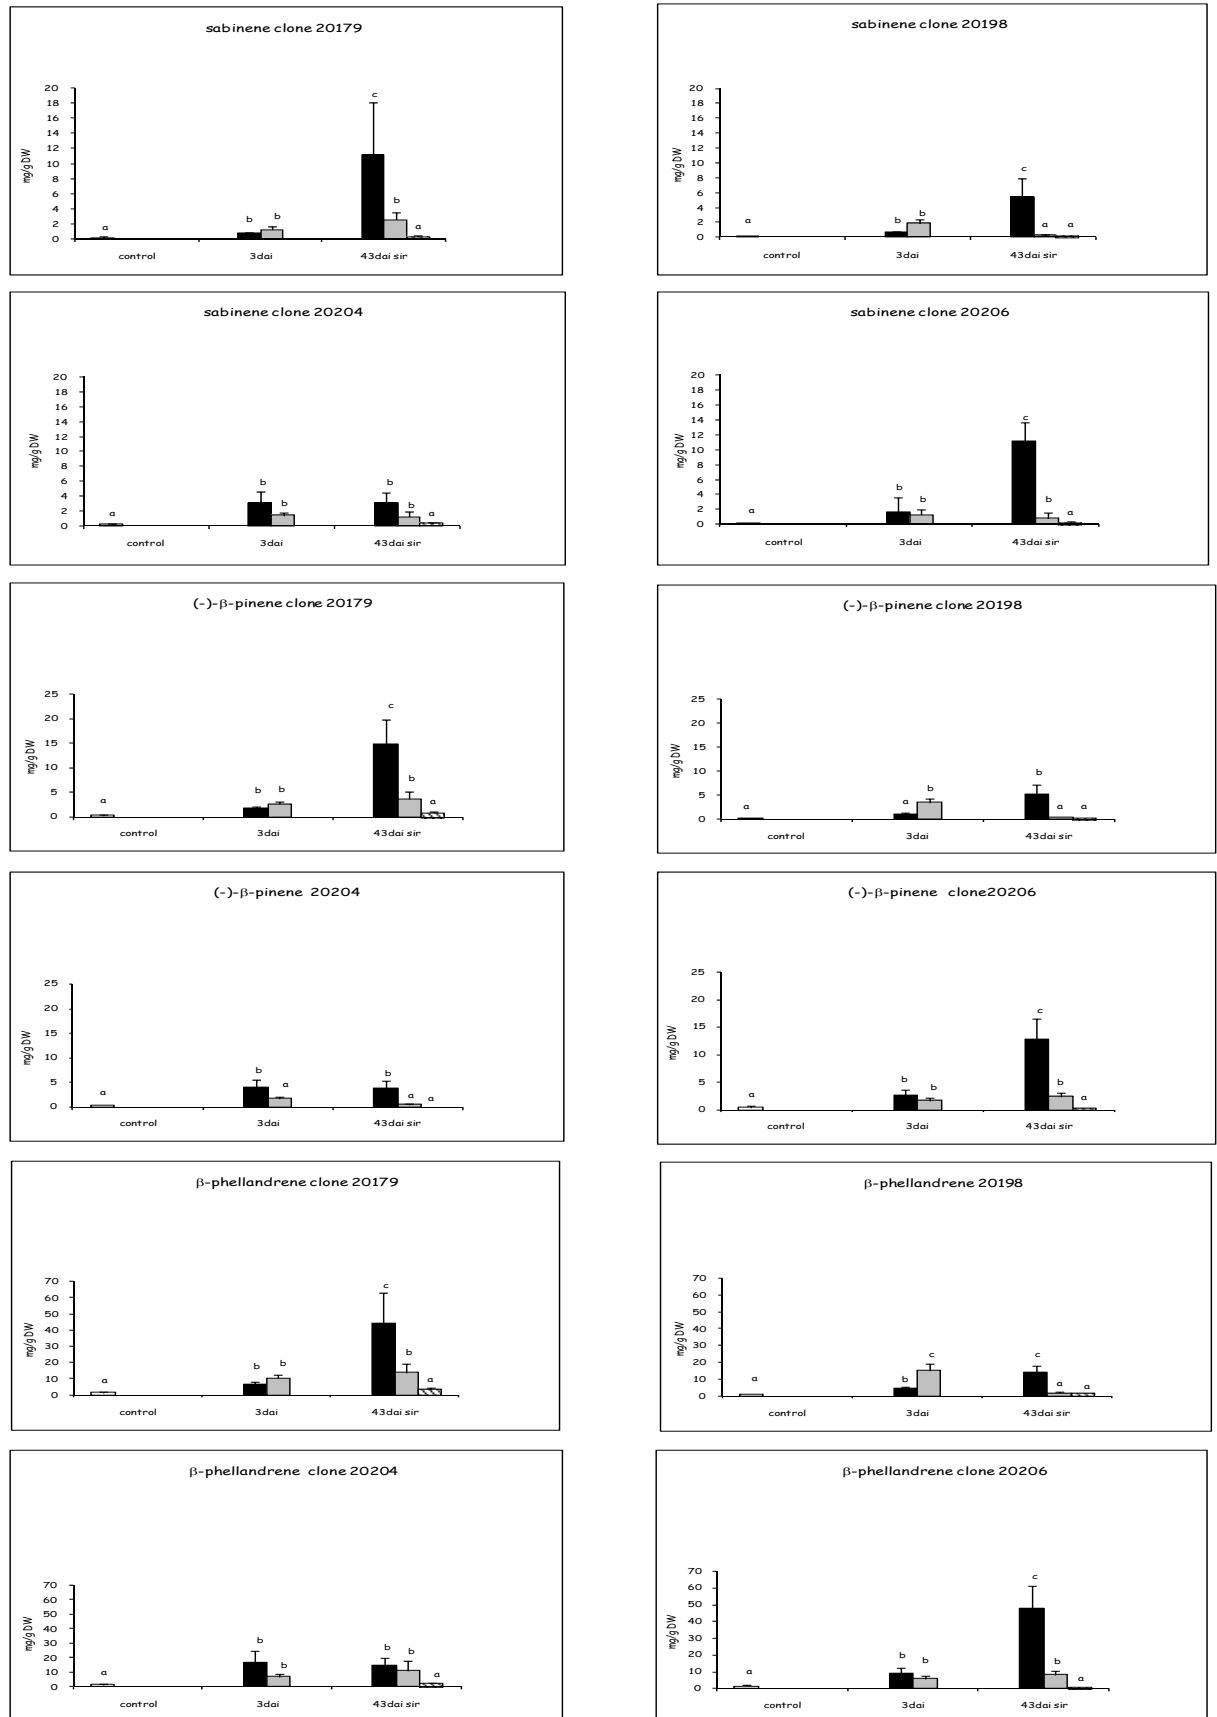 sabinene clone 20179
c
20
18
16
14
12
10
8
6
4
2
0
mg/g DW
a
b b
b
a
control 3dai 43dai sir
sabinene clone 20198
20
18
16
14
12
10
8
6
4
2
0
mg/g DW
a
b b
c
a a
control 3dai 43dai sir
sabinene clone 20204
20
18
16
14
12
10
8
6
4
2
0
mg/g DW
a
b b
b b a
control 3dai 43dai sir
sabinene clone 20206
20
18
16
14
12
10
8
6
4
2
0
mg/g DW
a
b b
c
b a
control 3dai 43dai sir
(-)-β-pinene clone 20179
25
20
15
10
5
0
mg/g DW
a
b b
c
b
a
control 3dai 43dai sir
(-)-β-pinene clone 20198
25
20
15
10
5
0
mg/g DW
a
a b
b
a a
control 3dai 43dai sir
(-)-β-pinene 20204
25
20
15
10
5
0
mg/g DW
a
b a
b a a
control 3dai 43dai sir
(-)-β-pinene clone20206
25
20
15
10
5
0
mg/g DW
a
b b
c
b
a
control 3dai 43dai sir
β-phellandrene clone 20179
70
60
50
40
30
20
10
0
mg/g DW
a
b b
c
b
a
control 3dai 43dai sir
β-phellandrene 20198
70
60
50
40
30
20
10
0
mg/g DW
a
b c
c
a a
control 3dai 43dai sir
β-phellandrene clone 20204
70
60
50
40
30
20
10
0
mg/g DW
a
b b
b b a
control 3dai 43dai sir
β-phellandrene clone 20206
70
60
50
40
30
20
10
0
mg/g DW
a
b b
c
b
a
control 3dai 43dai sir